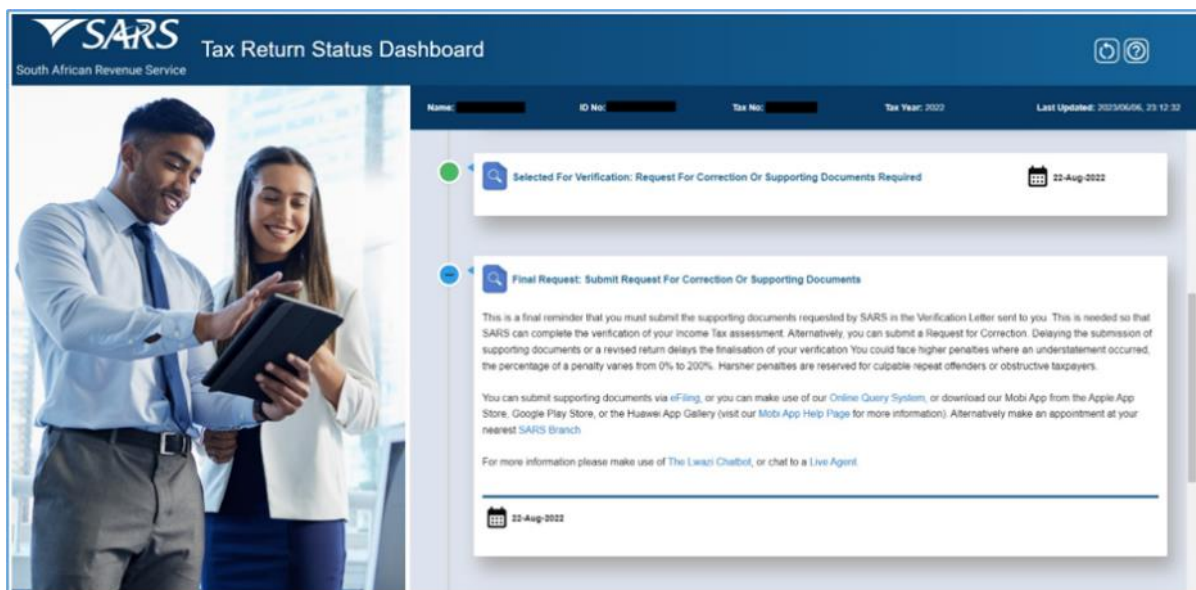 SARS
South African Revenue Service
Tax Return Status Dashboard
Name:
ID No:
Tax No:
Tax Year: 2022
Last Updated: 2023/06/06, 23:12:32
Selected For Verification: Request For Correction Or Supporting Documents Required
22-Aug-2022
Final Request: Submit Request For Correction Or Supporting Documents
This is a final reminder that you must submit the supporting documents requested by SARS in the Verification Letter sent to you. This is needed so that
SARS can complete the verification of your Income Tax assessment. Alternatively, you can submit a Request for Correction. Delaying the submission of
supporting documents or a revised return delays the finalisation of your verification You could face higher penalties where an understatement occurred,
the percentage of a penalty varies from 0% to 200%. Harsher penalties are reserved for culpable repeat offenders or obstructive taxpayers.
You can submit supporting documents via eFiling, or you can make use of our Online Query System, or download our Mobi App from the Apple App
Store, Google Play Store, or the Huawei App Gallery (visit our Mobi App Help Page for more information). Alternatively make an appointment at your
nearest SARS Branch
For more information please make use of The Lwazi Chatbot, or chat to a Live Agent.
22-Aug-2022